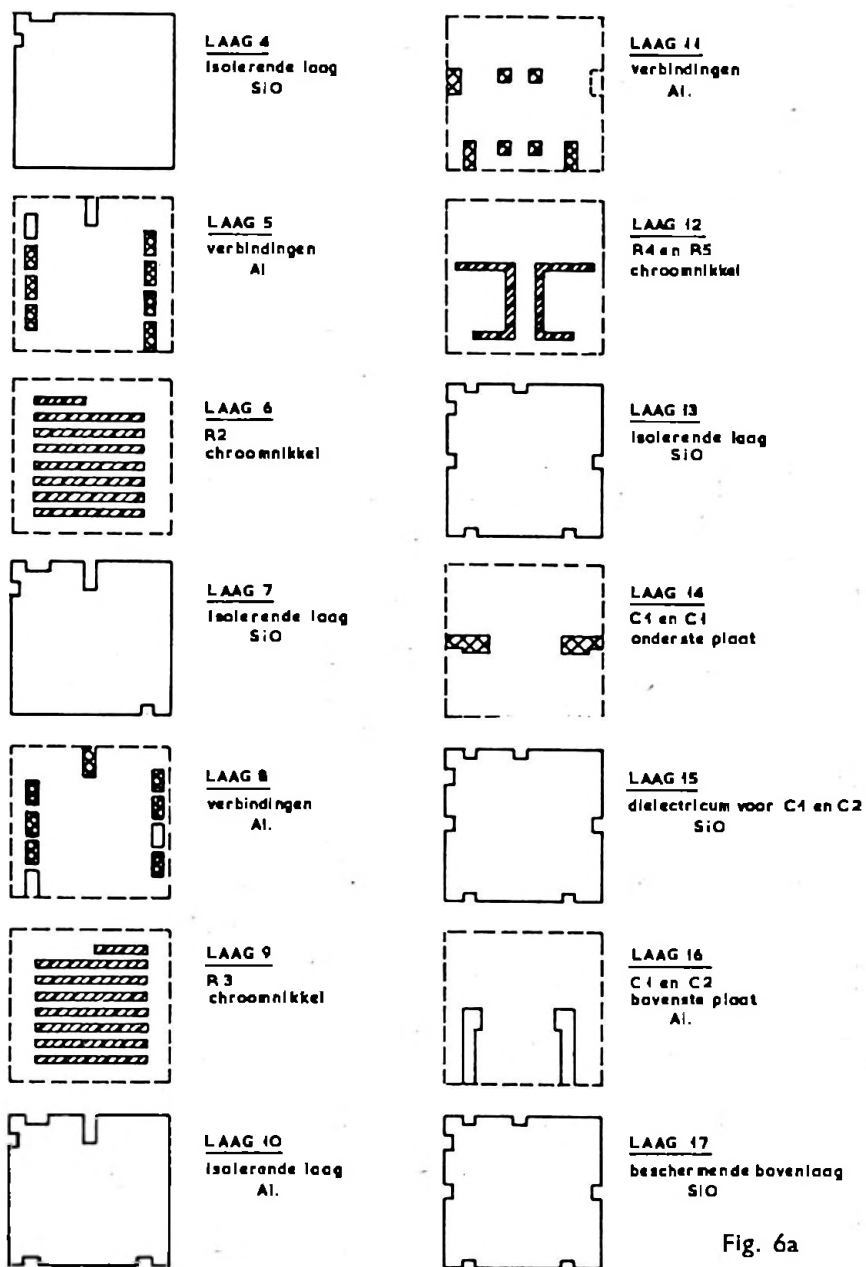 LAAG 4
isolerende laag
SiO
LAAG 5
verbindingen
Al
LAAG 6
R2
chroomnikkel
LAAG 7
isolerende laag
SiO
LAAG 8
verbindingen
Al.
LAAG 9
R3
chroomnikkel
LAAG 10
isolerande laag
Al.
LAAG 11
verbindingen
Al.
LAAG 12
R4 en R5
chroomnikkel
LAAG 13
isolerende laag
SiO
LAAG 14
C1 en C1
onderste plaat
LAAG 15
dielectricum voor C1 en C2
SiO
LAAG 16
C1 en C2
bovenste plaat
Al.
LAAG 17
beschermende bovenlaag
SiO
Fig. 6a